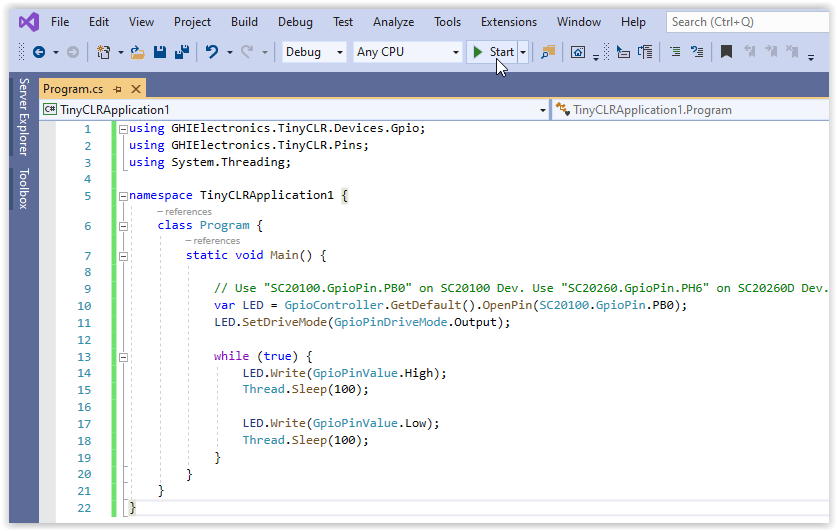 File Edit View Project Build Debug Test Analyze Tools Extensions Window Help Search (Ctrl+Q)
Debug Any CPU Start
Server Explorer
Toolbox
Program.cs
C# TinyCLRApplication1 TinyCLRApplication1.Program
1 using GHIElectronics.TinyCLR.Devices.Gpio;
2 using GHIElectronics.TinyCLR.Pins;
3 using System.Threading;
4
5 namespace TinyCLRApplication1 {
– references
6 class Program {
– references
7 static void Main() {
8
9 // Use "SC20100.GpioPin.PB0" on SC20100 Dev. Use "SC20260.GpioPin.PH6" on SC20260D Dev.
10 var LED = GpioController.GetDefault().OpenPin(SC20100.GpioPin.PB0);
11 LED.SetDriveMode(GpioPinDriveMode.Output);
12
13 while (true) {
14 LED.Write(GpioPinValue.High);
15 Thread.Sleep(100);
16
17 LED.Write(GpioPinValue.Low);
18 Thread.Sleep(100);
19 }
20 }
21 }
22 }